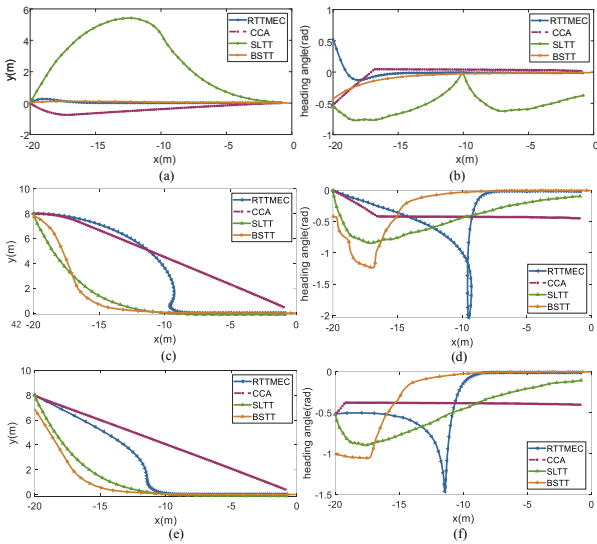 y(m)
6
4
2
0
-2
-20
-15
-10
-5
0
x(m)
RTTMEC
CCA
SLTT
BSTT
(a)
heading angle(rad)
1
0.5
0
-0.5
-1
-20
-15
-10
-5
0
x(m)
RTTMEC
CCA
SLTT
BSTT
(b)
y(m)
10
8
6
4
2
0
42
-20
-15
-10
-5
0
x(m)
RTTMEC
CCA
SLTT
BSTT
(c)
heading angle(rad)
0
-0.5
-1
-1.5
-2
-20
-15
-10
-5
0
x(m)
RTTMEC
CCA
SLTT
BSTT
(d)
y(m)
10
8
6
4
2
0
-20
-15
-10
-5
0
x(m)
RTTMEC
CCA
SLTT
BSTT
(e)
heading angle(rad)
0
-0.5
-1
-1.5
-20
-15
-10
-5
0
x(m)
RTTMEC
CCA
SLTT
BSTT
(f)